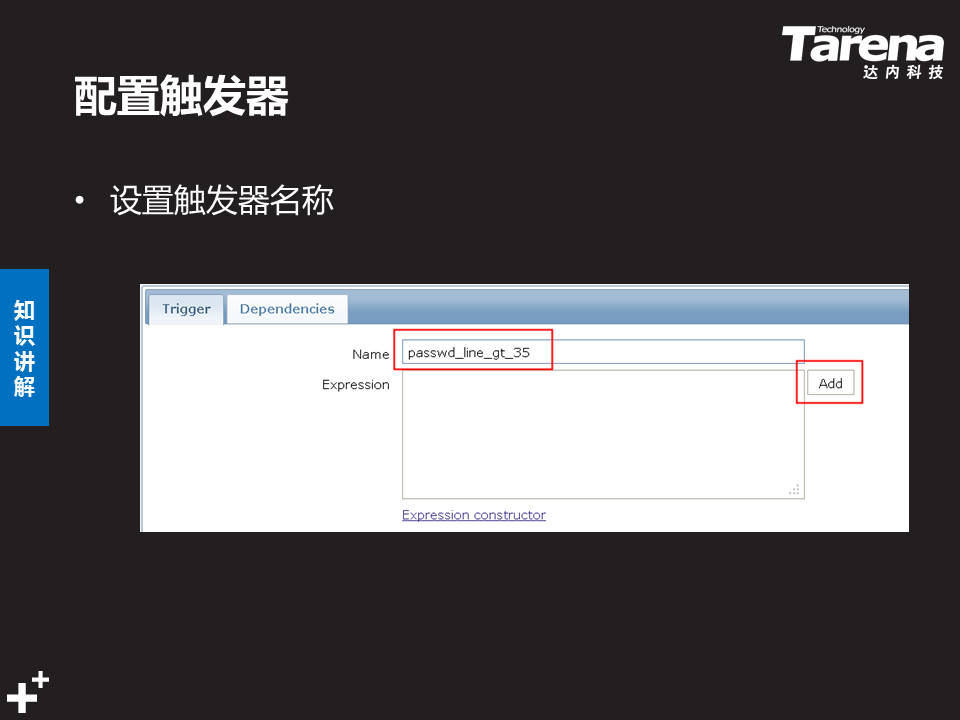 Technology
Tarena
达内科技
配置触发器
• 设置触发器名称
知识讲解
Trigger Dependencies
Name passwd_line_gt_35
Expression Add
Expression constructor